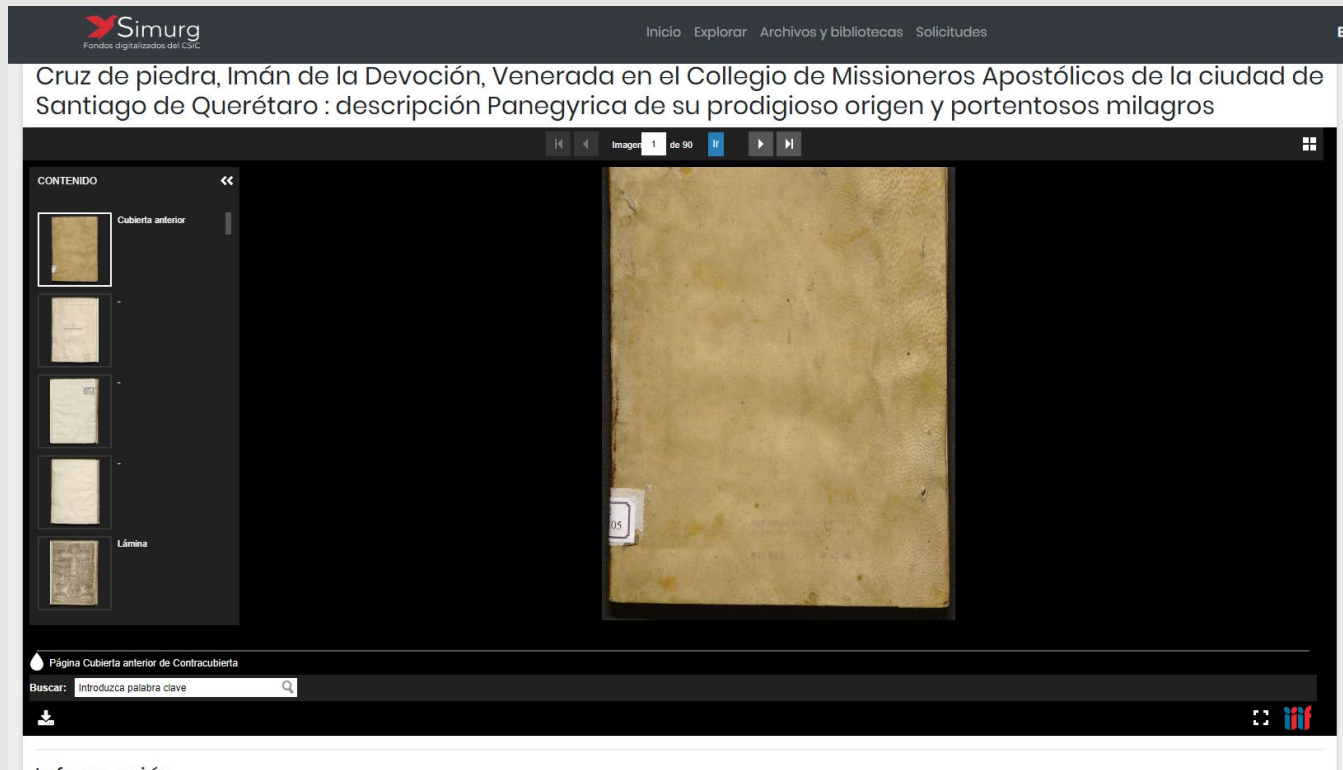 Simurg
Fondos digitalizados del CSIC
Inicio Explorar Archivos y bibliotecas Solicitudes
Cruz de piedra, Imán de la Devoción, Venerada en el Collegio de Missioneros Apostólicos de la ciudad de
Santiago de Querétaro : descripción Panegyrica de su prodigioso origen y portentosos milagros
Imagen 1 de 90 Ir
CONTENIDO
Cubierta anterior
-
-
-
Lámina
05
Página Cubierta anterior de Contracubierta
Buscar: Introduzca palabra clave
iiif